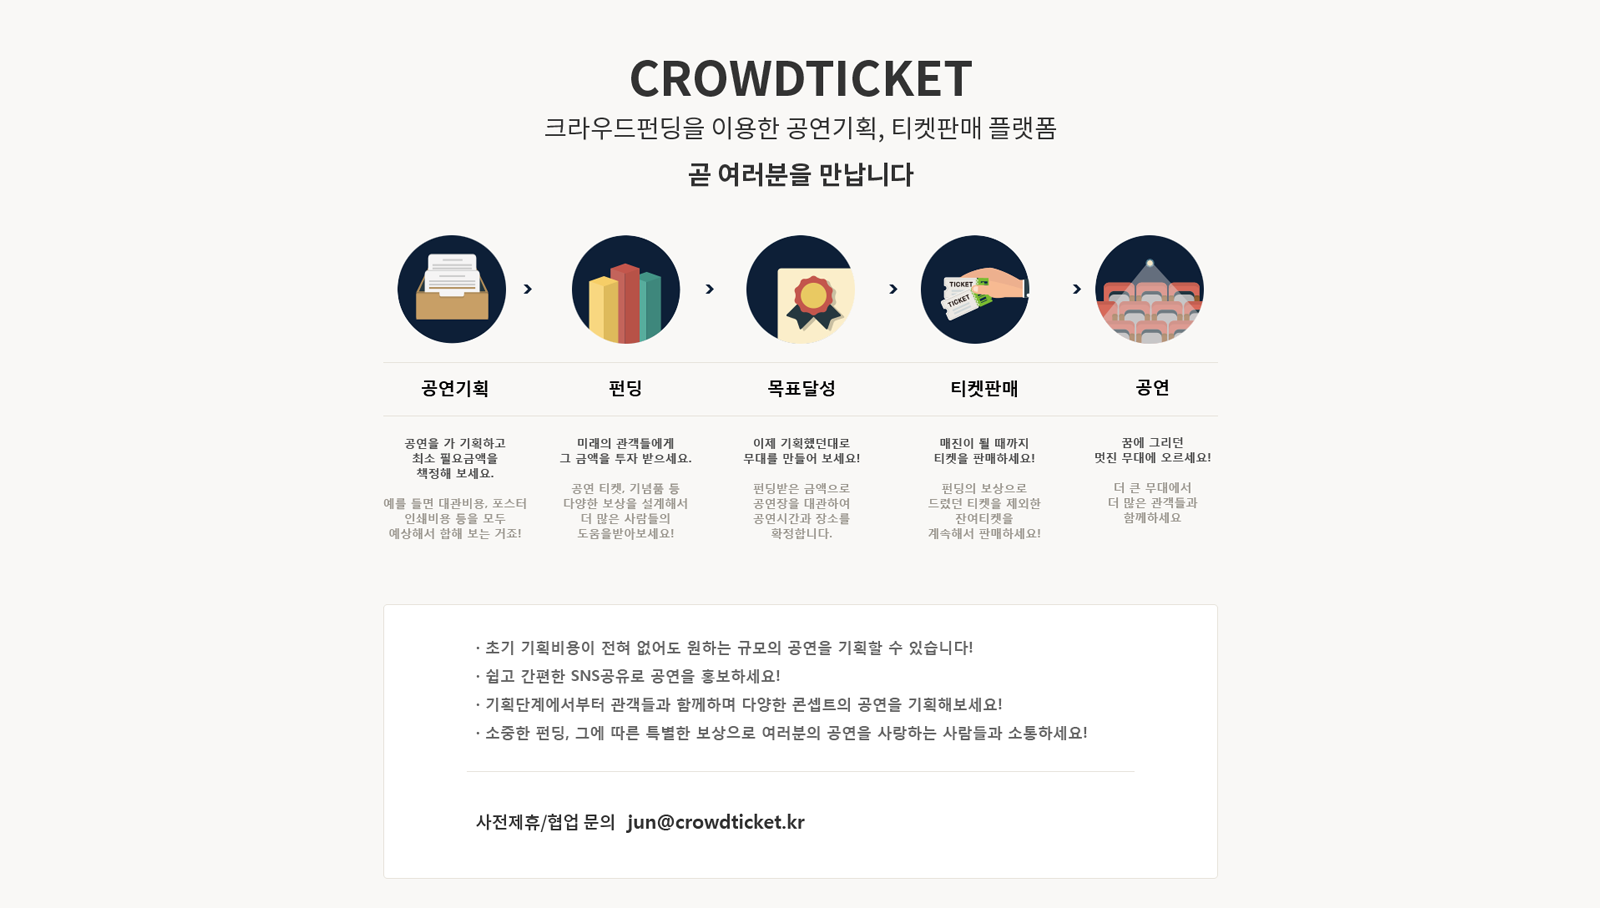 CROWDTICKET
크라우드펀딩을 이용한 공연기획, 티켓판매 플랫폼
곧 여러분을 만납니다
TICKET
TICKET
공연기획
펀딩
목표달성
티켓판매
공연
공연을 가 기획하고
최소 필요금액을
책정해 보세요.
예를 들면 대관비용, 포스터
인쇄비용 등을 모두
예상해서 합해 보는 거죠!
미래의 관객들에게
그 금액을 투자 받으세요.
공연 티켓, 기념품 등
다양한 보상을 설계해서
더 많은 사람들의
도움을받아보세요!
이제 기획했던대로
무대를 만들어 보세요!
펀딩받은 금액으로
공연장을 대관하여
공연시간과 장소를
확정합니다.
매진이 될 때까지
티켓을 판매하세요!
펀딩의 보상으로
드렸던 티켓을 제외한
잔여티켓을
계속해서 판매하세요!
꿈에 그리던
멋진 무대에 오르세요!
더 큰 무대에서
더 많은 관객들과
함께하세요
· 초기 기획비용이 전혀 없어도 원하는 규모의 공연을 기획할 수 있습니다!
· 쉽고 간편한 SNS공유로 공연을 홍보하세요!
· 기획단계에서부터 관객들과 함께하며 다양한 콘셉트의 공연을 기획해보세요!
· 소중한 펀딩, 그에 따른 특별한 보상으로 여러분의 공연을 사랑하는 사람들과 소통하세요!
사전제휴/협업 문의 jun@crowdticket.kr